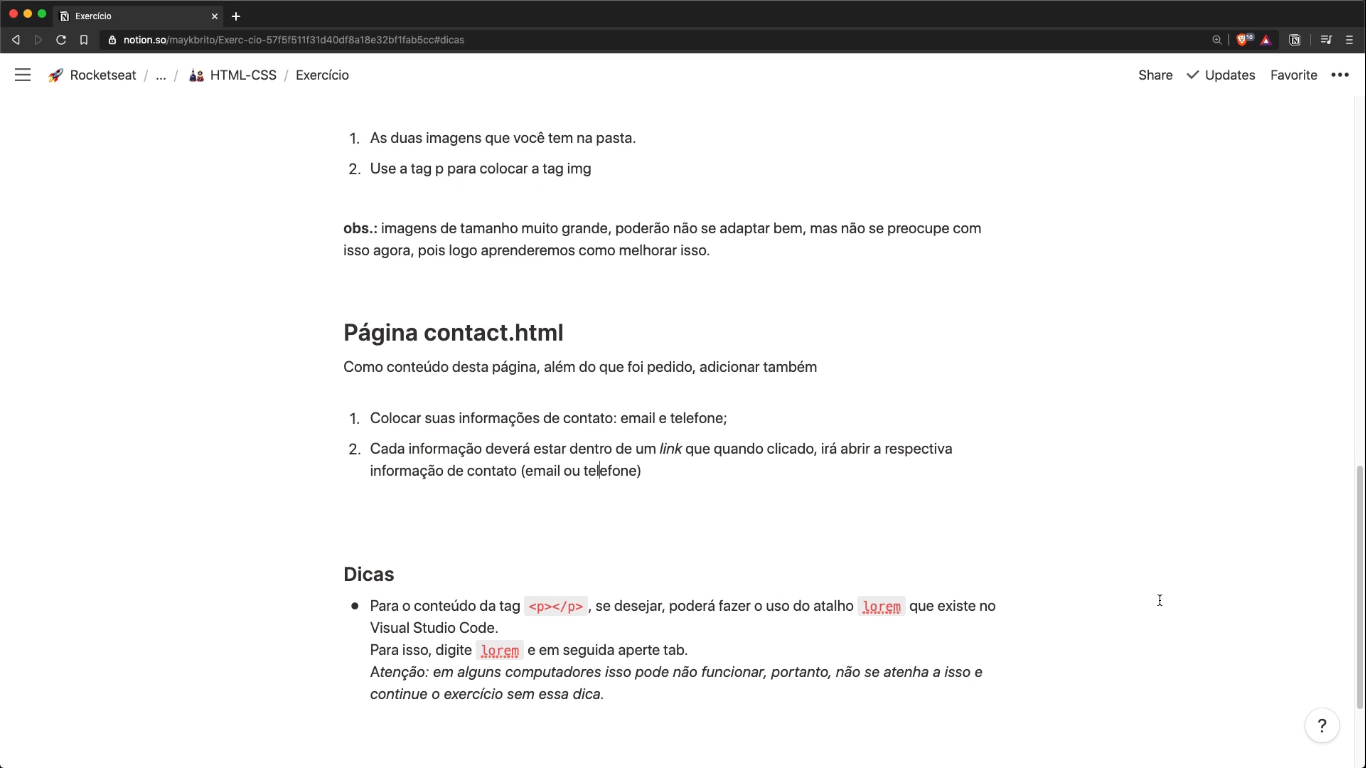 Exercício
notion.so/maykbrito/Exerc-cio-57f5f511f31d40df8a18e32bf1fab5cc#dicas
10
Rocketseat / ... / HTML-CSS / Exercício
Share Updates Favorite
1. As duas imagens que você tem na pasta.
2. Use a tag p para colocar a tag img
obs.: imagens de tamanho muito grande, poderão não se adaptar bem, mas não se preocupe com
isso agora, pois logo aprenderemos como melhorar isso.
Página contact.html
Como conteúdo desta página, além do que foi pedido, adicionar também
1. Colocar suas informações de contato: email e telefone;
2. Cada informação deverá estar dentro de um link que quando clicado, irá abrir a respectiva
informação de contato (email ou telefone)
Dicas
Para o conteúdo da tag <p></p> , se desejar, poderá fazer o uso do atalho lorem que existe no
Visual Studio Code.
Para isso, digite lorem e em seguida aperte tab.
Atenção: em alguns computadores isso pode não funcionar, portanto, não se atenha a isso e
continue o exercício sem essa dica.
?